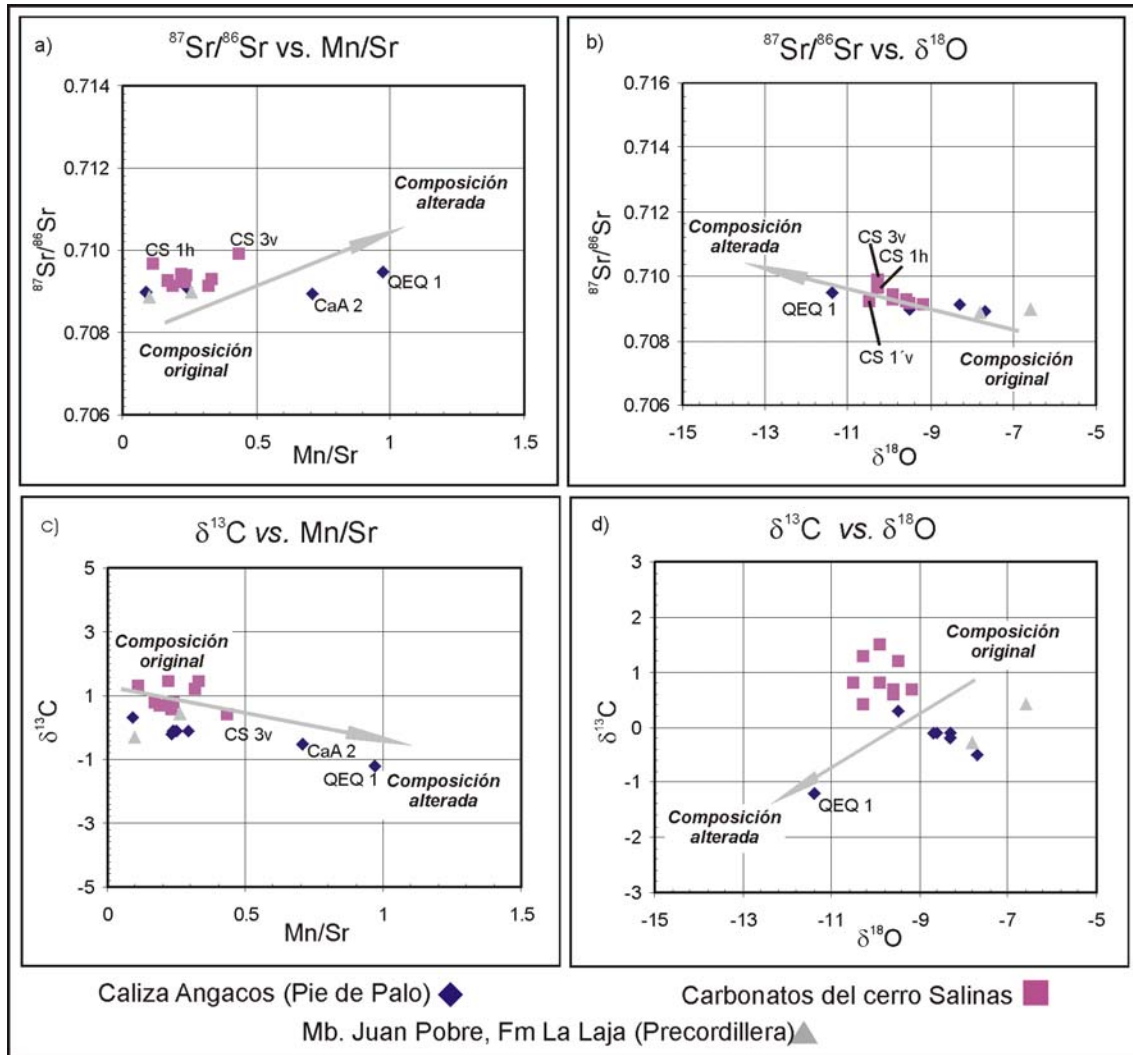 a) ⁸⁷Sr/⁸⁶Sr vs. Mn/Sr
0.714
0.712
0.710
0.708
0.706
⁸⁷Sr/⁸⁶Sr
Composición
alterada
CS 1h
CS 3v
QEQ 1
CaA 2
Composición
original
0
0.5
1
1.5
Mn/Sr
b) ⁸⁷Sr/⁸⁶Sr vs. δ¹⁸O
0.716
0.714
0.712
0.710
0.708
0.706
⁸⁷Sr/⁸⁶Sr
Composición
alterada
CS 3v
CS 1h
QEQ 1
CS 1´v
Composición
original
-15
-13
-11
-9
-7
-5
δ¹⁸O
c) δ¹³C vs. Mn/Sr
5
3
1
-1
-3
-5
δ¹³C
Composición
original
CS 3v
CaA 2
QEQ 1
Composición
alterada
0
0.5
1
1.5
Mn/Sr
d) δ¹³C vs. δ¹⁸O
3
2
1
0
-1
-2
-3
δ¹³C
Composición
original
QEQ 1
Composición
alterada
-15
-13
-11
-9
-7
-5
δ¹⁸O
Caliza Angacos (Pie de Palo)
Carbonatos del cerro Salinas
Mb. Juan Pobre, Fm La Laja (Precordillera)